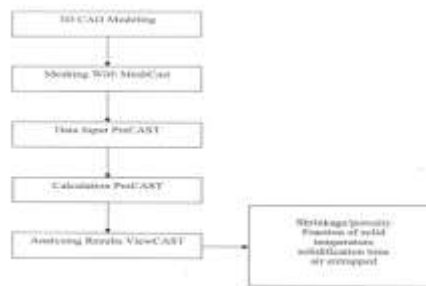 3D CAD Modeling
Meshing With MeshCast
Data Input ProCAST
Calculation ProCAST
Analyzing Results ViewCAST
Shrinkage/porosity
Function of solid
temperature
solidification time
air entrapped